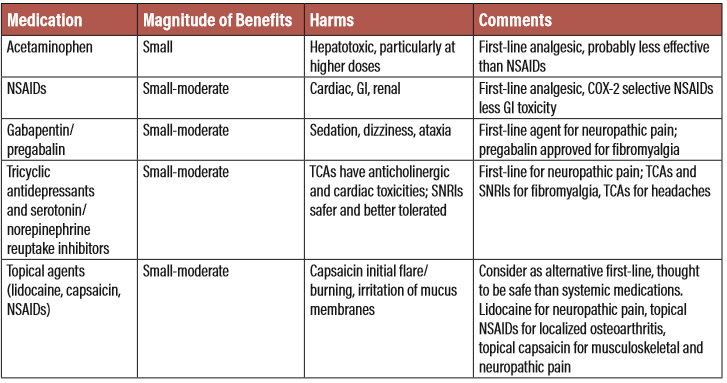 Medication Magnitude of Benefits Harms Comments
Acetaminophen Small Hepatotoxic, particularly at First-line analgesic, probably less effective
higher doses than NSAIDs
NSAIDs Small-moderate Cardiac, GI, renal First-line analgesic, COX-2 selective NSAIDs
less GI toxicity
Gabapentin/ Small-moderate Sedation, dizziness, ataxia First-line agent for neuropathic pain;
pregabalin pregabalin approved for fibromyalgia
Tricyclic Small-moderate TCAs have anticholinergic First-line for neuropathic pain; TCAs and
antidepressants and cardiac toxicities; SNRIs SNRIs for fibromyalgia, TCAs for headaches
and serotonin/ safer and better tolerated
norepinephrine
reuptake inhibitors
Topical agents Small-moderate Capsaicin initial flare/ Consider as alternative first-line, thought
(lidocaine, capsaicin, burning, irritation of mucus to be safe than systemic medications.
NSAIDs) membranes Lidocaine for neuropathic pain, topical
NSAIDs for localized osteoarthritis,
topical capsaicin for musculoskeletal and
neuropathic pain